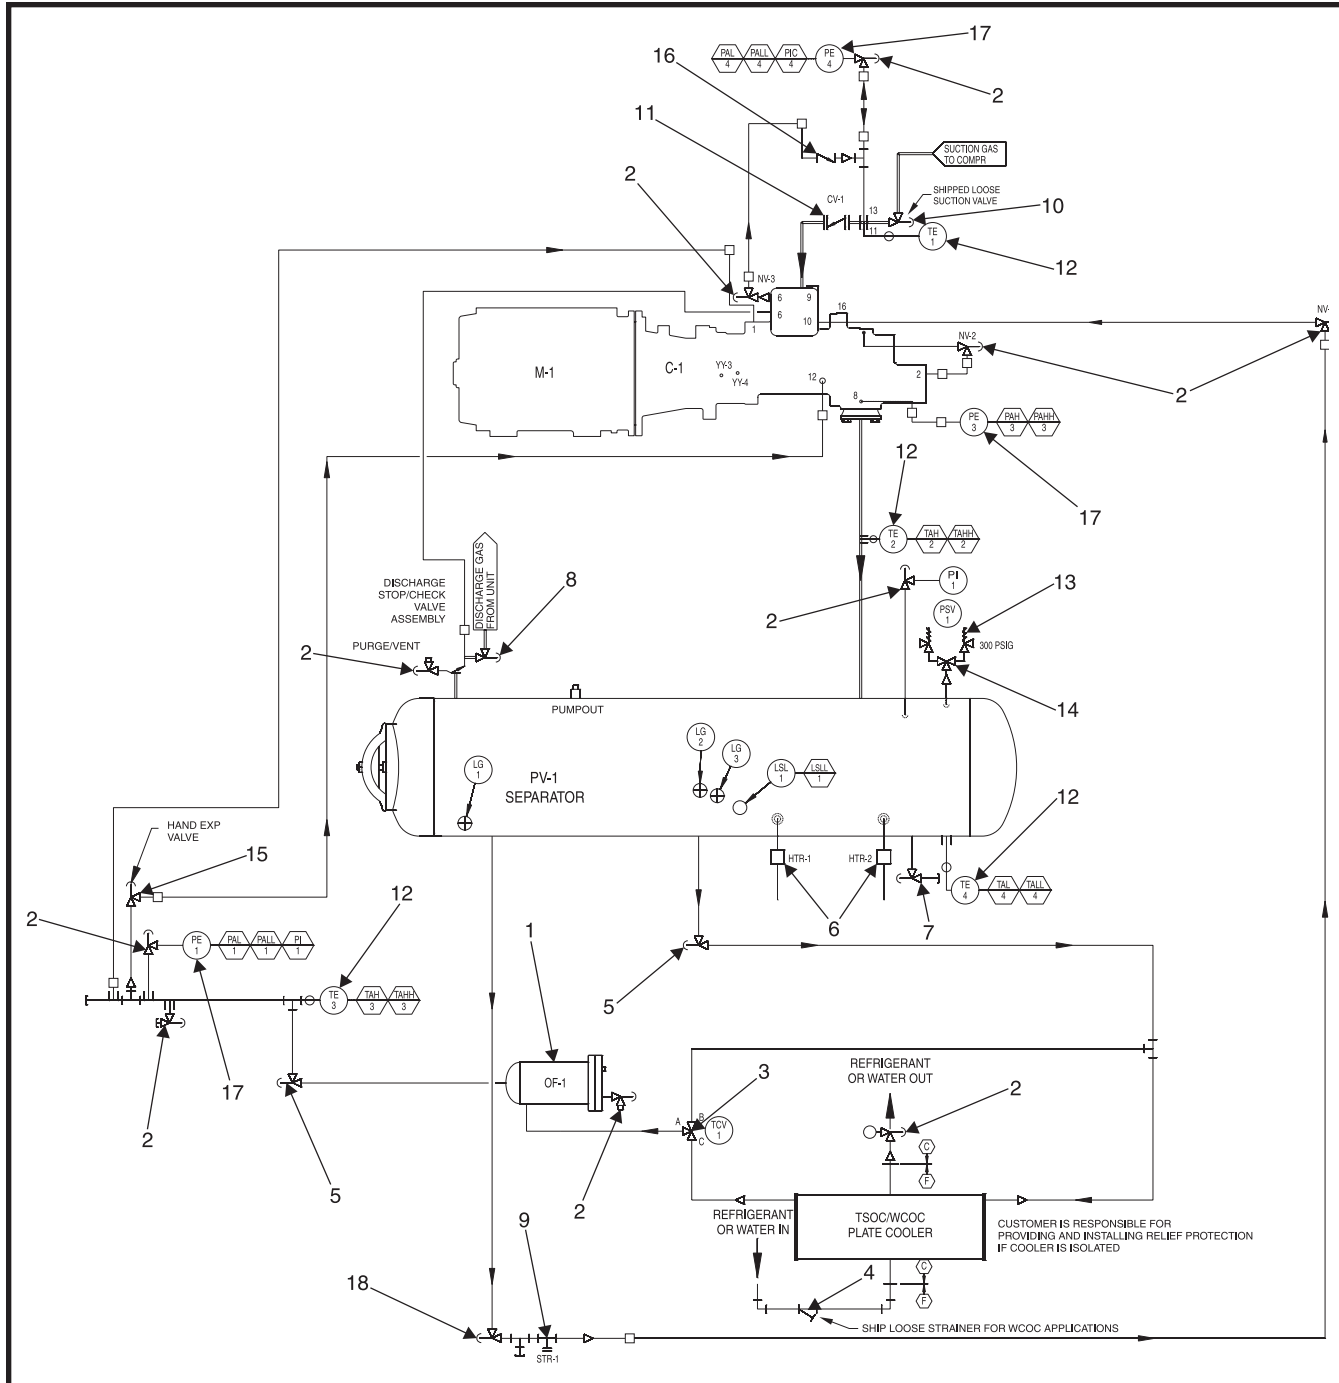 17
PAL
4
PALL
4
PIC
4
PE
4
16
2
11
SUCTION GAS
TO COMPR
2
CV-1
SHIPPED LOOSE
SUCTION VALVE
13
10
11
TE
1
12
NV-3
6
9
16
NV-
6
10
1
NV-2
M-1
C-1
YY-3
YY-4
12
2
8
2
PE
3
PAH
3
PAHH
3
12
17
TE
2
TAH
2
TAHH
2
DISCHARGE GAS
FROM UNIT
DISCHARGE
STOP/CHECK
VALVE
ASSEMBLY
8
2
PI
1
13
PSV
1
2
PURGE/VENT
300 PSIG
14
PUMPOUT
LG
1
LG
2
LG
3
LSL
1
LSLL
1
PV-1
SEPARATOR
12
HAND EXP
VALVE
15
HTR-1
HTR-2
TE
4
TAL
4
TALL
4
12
2
1
6
7
PE
1
PAL
1
PALL
1
PI
1
12
5
TE
3
TAH
3
TAHH
3
2
17
5
OF-1
2
3
REFRIGERANT
OR WATER OUT
2
A
B
C
TCV
1
C
F
9
REFRIGERANT
OR WATER IN
TSOC/WCOC
PLATE COOLER
CUSTOMER IS RESPONSIBLE FOR
PROVIDING AND INSTALLING RELIEF PROTECTION
IF COOLER IS ISOLATED
18
4
C
F
SHIP LOOSE STRAINER FOR WCOC APPLICATIONS
STR-1